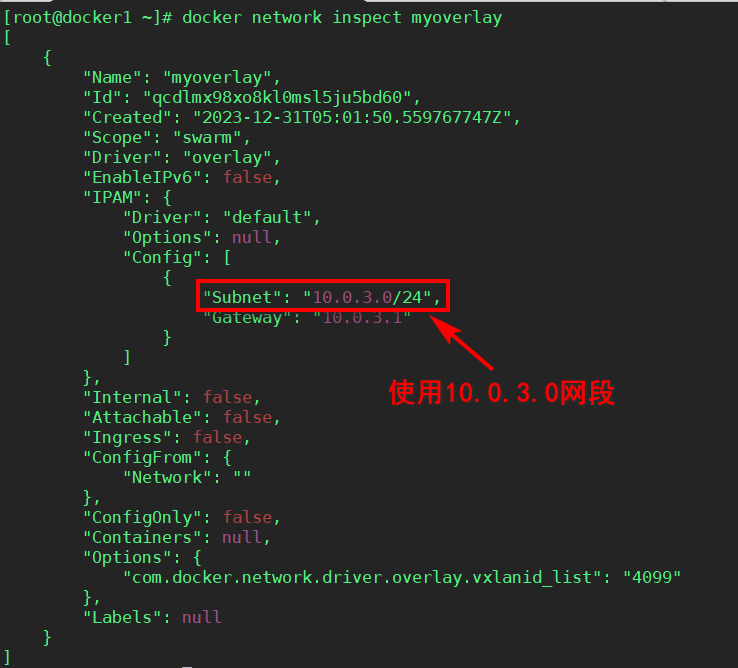 [root@docker1 ~]# docker network inspect myoverlay
[
    {
        "Name": "myoverlay",
        "Id": "qcdlmx98xo8kl0msl5ju5bd60",
        "Created": "2023-12-31T05:01:50.559767747Z",
        "Scope": "swarm",
        "Driver": "overlay",
        "EnableIPv6": false,
        "IPAM": {
            "Driver": "default",
            "Options": null,
            "Config": [
                {
                    "Subnet": "10.0.3.0/24",
                    "Gateway": "10.0.3.1"
                }
            ]
        },
使用10.0.3.0网段
        "Internal": false,
        "Attachable": false,
        "Ingress": false,
        "ConfigFrom": {
            "Network": ""
        },
        "ConfigOnly": false,
        "Containers": null,
        "Options": {
            "com.docker.network.driver.overlay.vxlanid_list": "4099"
        },
        "Labels": null
    }
]